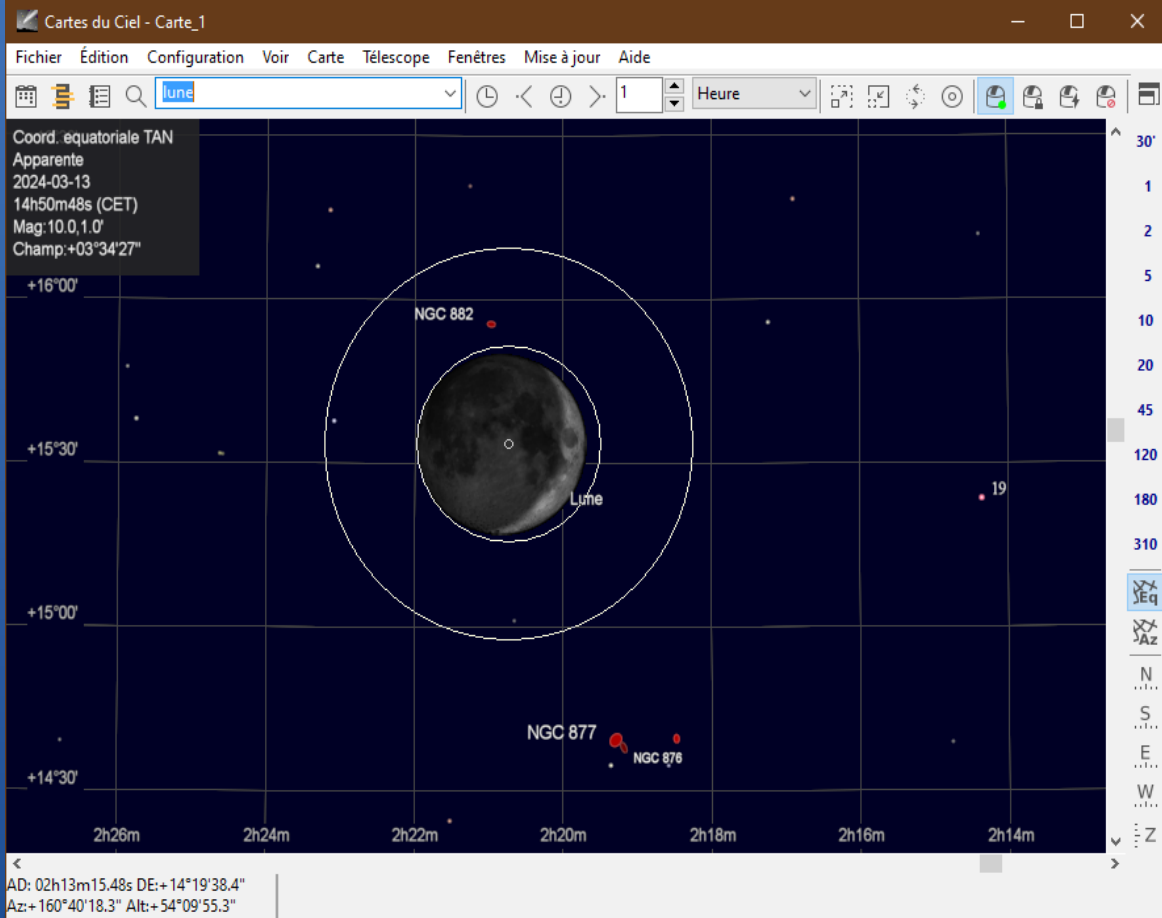 Cartes du Ciel - Carte_1
Fichier Édition Configuration Voir Carte Télescope Fenêtres Mise à jour Aide
lune 1 Heure
Coord. equatoriale TAN
Apparente
2024-03-13
14h50m48s (CET)
Mag:10.0,1.0'
Champ:+03°34'27"
30'
1
2
5
10
20
45
120
180
310
Eq
Az
N
S
E
W
Z
+16°00'
NGC 882
+15°30'
19
Lune
+15°00'
NGC 877
NGC 876
+14°30'
2h26m 2h24m 2h22m 2h20m 2h18m 2h16m 2h14m
AD: 02h13m15.48s DE:+14°19'38.4"
Az:+160°40'18.3" Alt:+54°09'55.3"